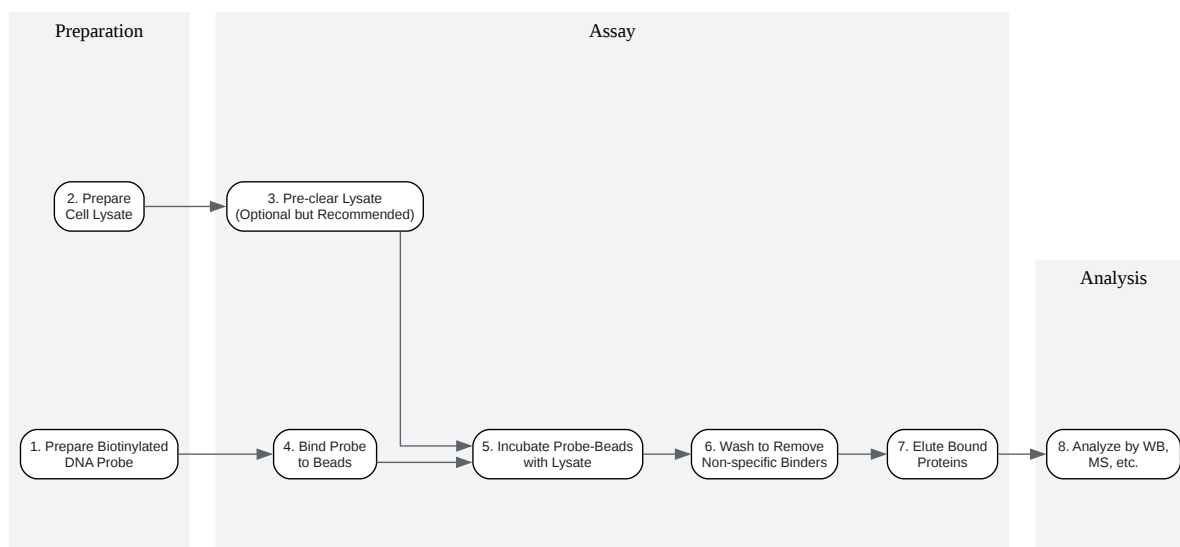 Preparation
Assay
2. Prepare
Cell Lysate
3. Pre-clear Lysate
(Optional but Recommended)
Analysis
1. Prepare Biotinylated
DNA Probe
4. Bind Probe
to Beads
5. Incubate Probe-Beads
with Lysate
6. Wash to Remove
Non-specific Binders
7. Elute Bound
Proteins
8. Analyze by WB,
MS, etc.